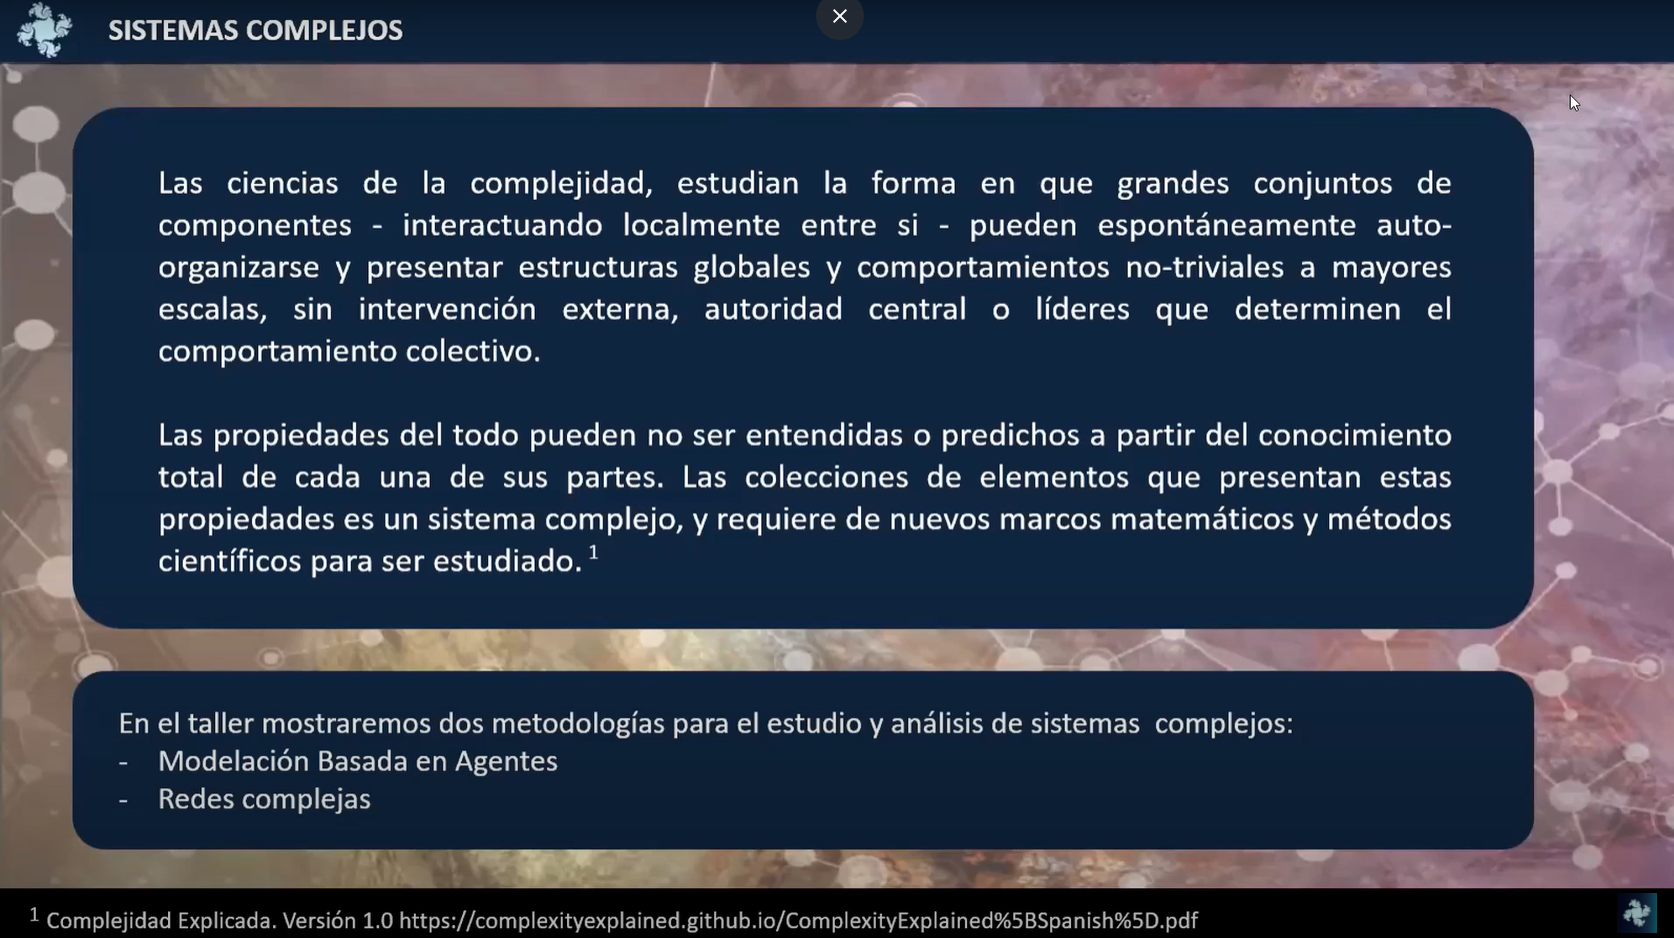 SISTEMAS COMPLEJOS
Las ciencias de la complejidad, estudian la forma en que grandes conjuntos de
componentes - interactuando localmente entre si - pueden espontáneamente auto-
organizarse y presentar estructuras globales y comportamientos no-triviales a mayores
escalas, sin intervención externa, autoridad central o líderes que determinen el
comportamiento colectivo.
Las propiedades del todo pueden no ser entendidas o predichos a partir del conocimiento
total de cada una de sus partes. Las colecciones de elementos que presentan estas
propiedades es un sistema complejo, y requiere de nuevos marcos matemáticos y métodos
científicos para ser estudiado. 1
En el taller mostraremos dos metodologías para el estudio y análisis de sistemas complejos:
- Modelación Basada en Agentes
- Redes complejas
1 Complejidad Explicada. Versión 1.0 https://complexityexplained.github.io/ComplexityExplained%5BSpanish%5D.pdf